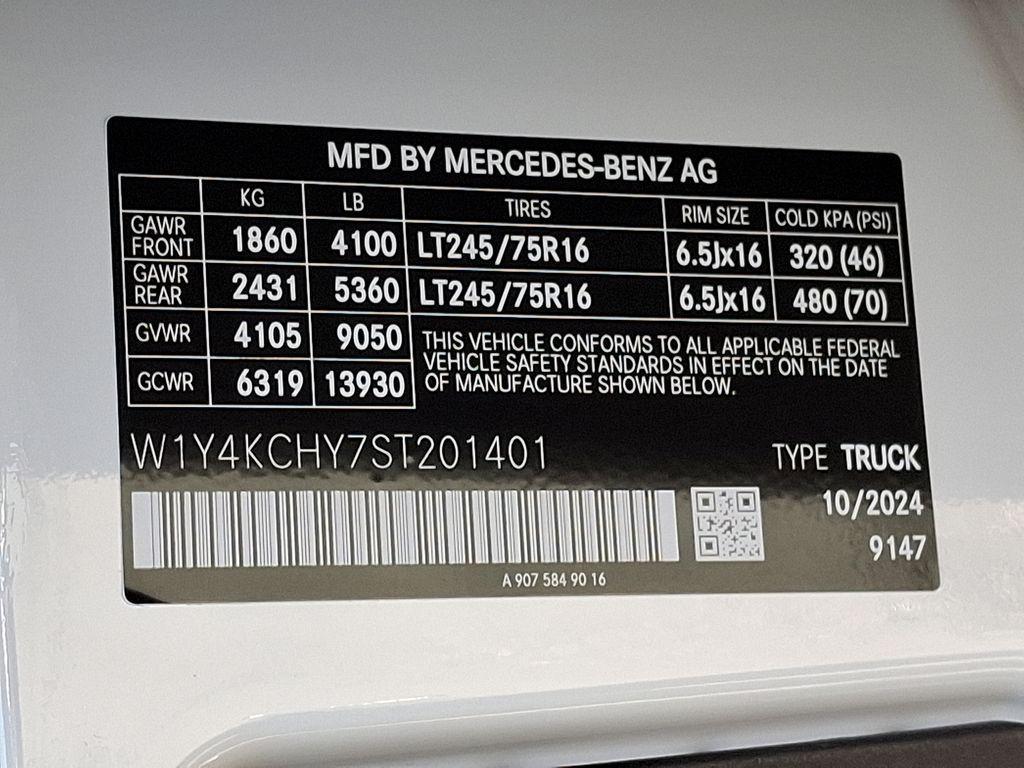 MFD BY MERCEDES-BENZ AG
KG LB TIRES RIM SIZE COLD KPA (PSI)
GAWR FRONT 1860 4100 LT245/75R16 6.5Jx16 320 (46)
GAWR REAR 2431 5360 LT245/75R16 6.5Jx16 480 (70)
GVWR 4105 9050
GCWR 6319 13930
THIS VEHICLE CONFORMS TO ALL APPLICABLE FEDERAL
VEHICLE SAFETY STANDARDS IN EFFECT ON THE DATE
OF MANUFACTURE SHOWN BELOW.
W1Y4KCHY7ST201401
TYPE TRUCK
10/2024
9147
A 907 584 90 16